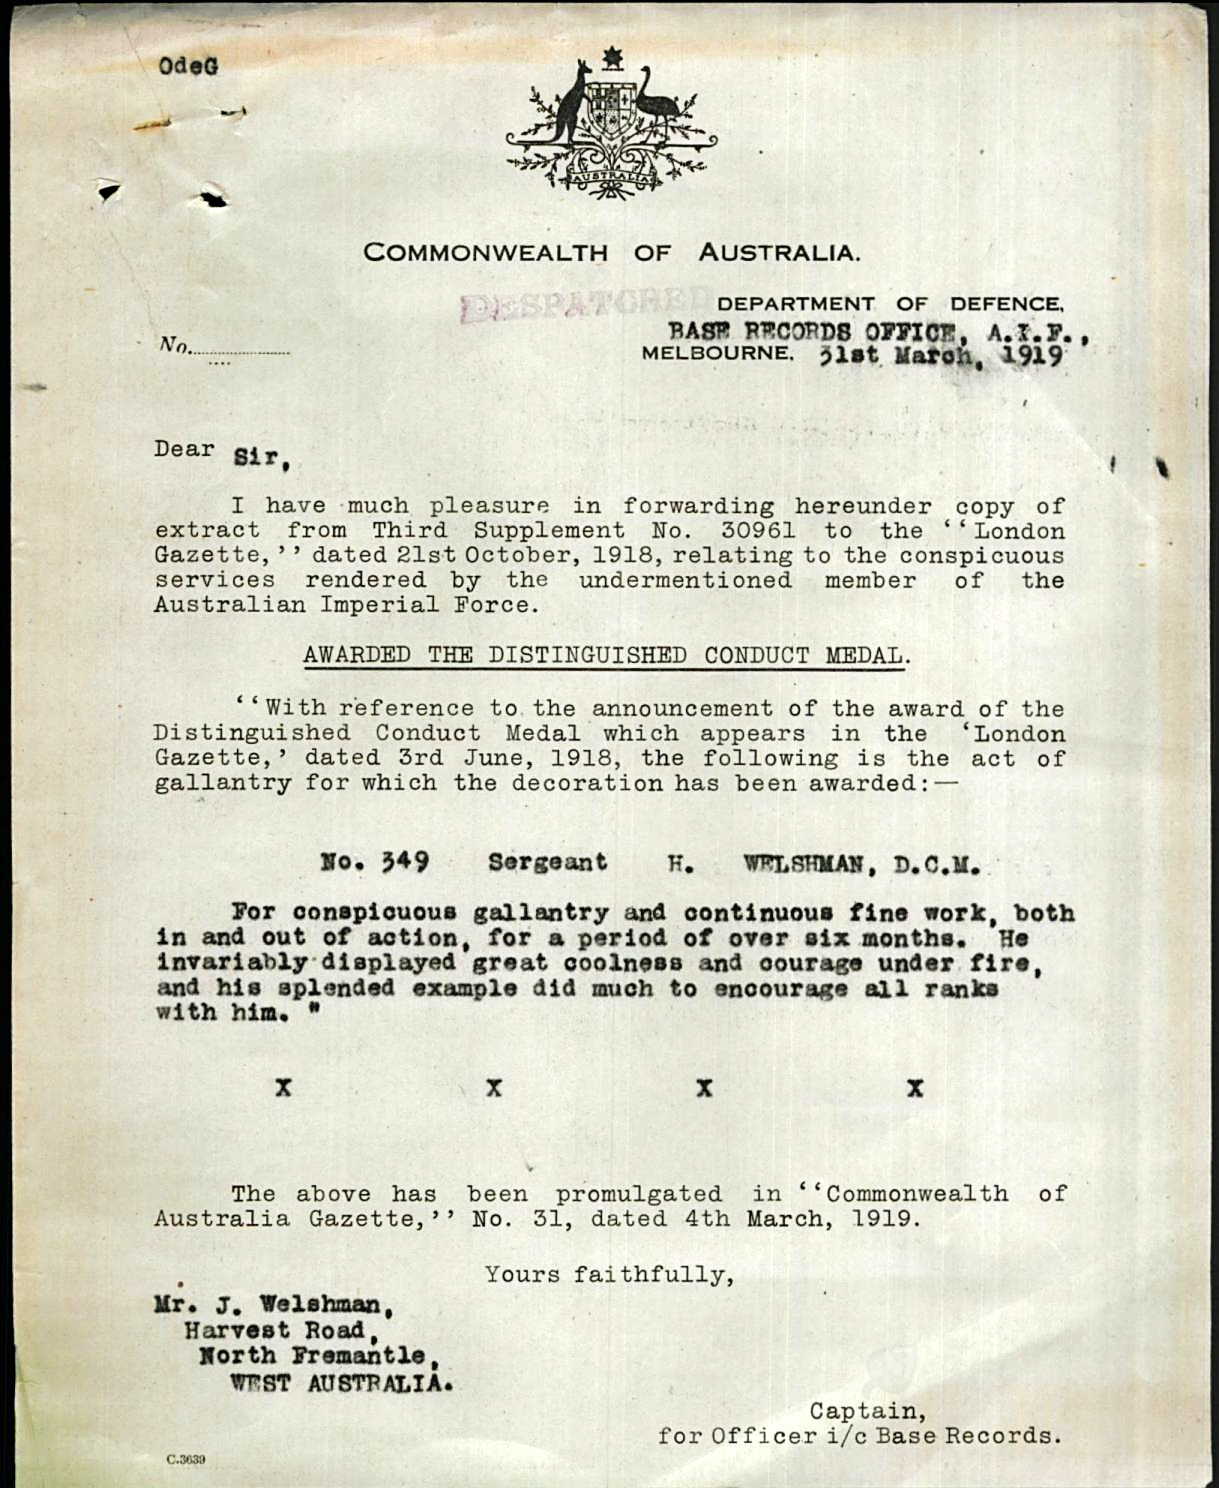 OdeG
AUSTRALIA
COMMONWEALTH OF AUSTRALIA.
DESPATCHED
DEPARTMENT OF DEFENCE,
BASE RECORDS OFFICE, A.I.F.,
No.
MELBOURNE. 31st March, 1919
Dear Sir,
I have much pleasure in forwarding hereunder copy of
extract from Third Supplement No. 30961 to the ‘‘London
Gazette,’’ dated 21st October, 1918, relating to the conspicuous
services rendered by the undermentioned member of the
Australian Imperial Force.
AWARDED THE DISTINGUISHED CONDUCT MEDAL.
‘‘With reference to the announcement of the award of the
Distinguished Conduct Medal which appears in the ‘London
Gazette,’ dated 3rd June, 1918, the following is the act of
gallantry for which the decoration has been awarded:—
No. 349 Sergeant H. WELSHMAN, D.C.M.
For conspicuous gallantry and continuous fine work, both
in and out of action, for a period of over six months. He
invariably displayed great coolness and courage under fire,
and his splended example did much to encourage all ranks
with him. "
X X X X
The above has been promulgated in ‘‘Commonwealth of
Australia Gazette,’’ No. 31, dated 4th March, 1919.
Yours faithfully,
Mr. J. Welshman,
Harvest Road,
North Fremantle,
WEST AUSTRALIA.
Captain,
for Officer i/c Base Records.
C.3639